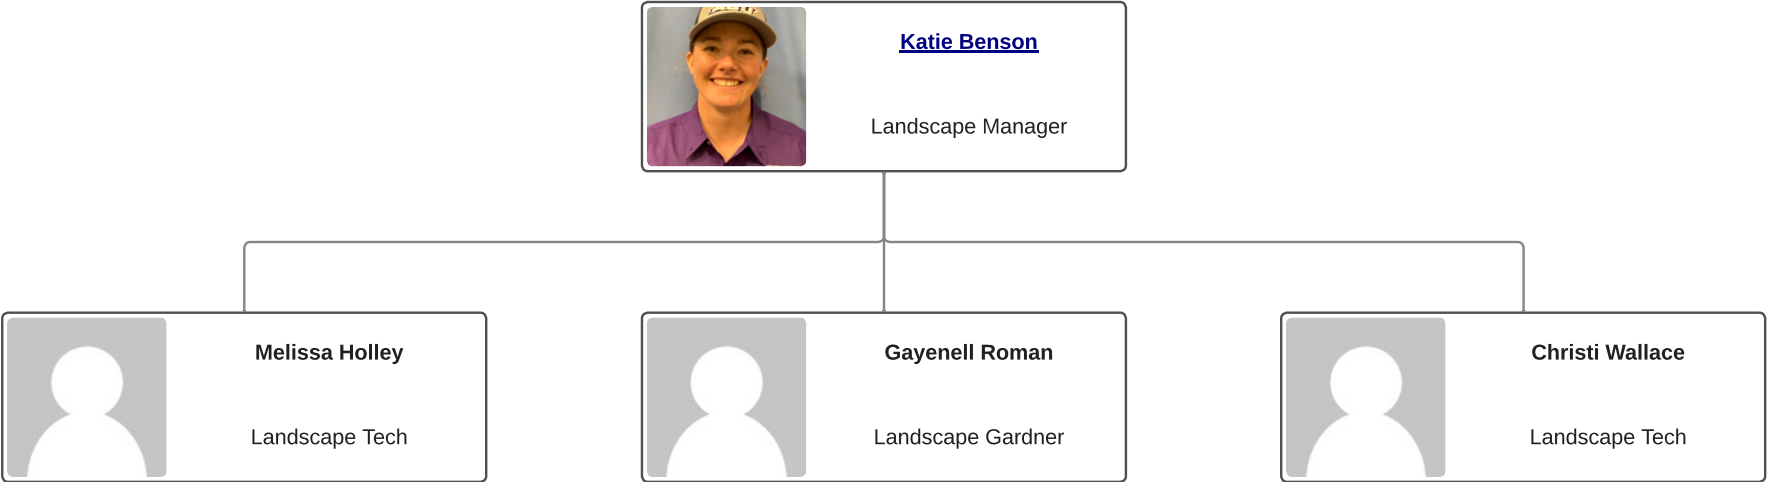 Katie Benson
Landscape Manager
Melissa Holley
Landscape Tech
Gayenell Roman
Landscape Gardner
Christi Wallace
Landscape Tech